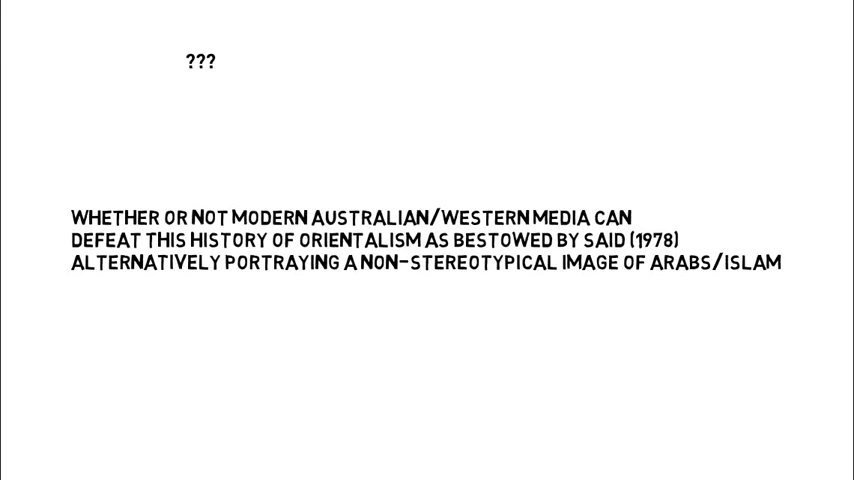 ???
WHETHER OR NOT MODERN AUSTRALIAN/WESTERN MEDIA CAN
DEFEAT THIS HISTORY OF ORIENTALISM AS BESTOWED BY SAID (1978)
ALTERNATIVELY PORTRAYING A NON-STEREOTYPICAL IMAGE OF ARABS/ISLAM